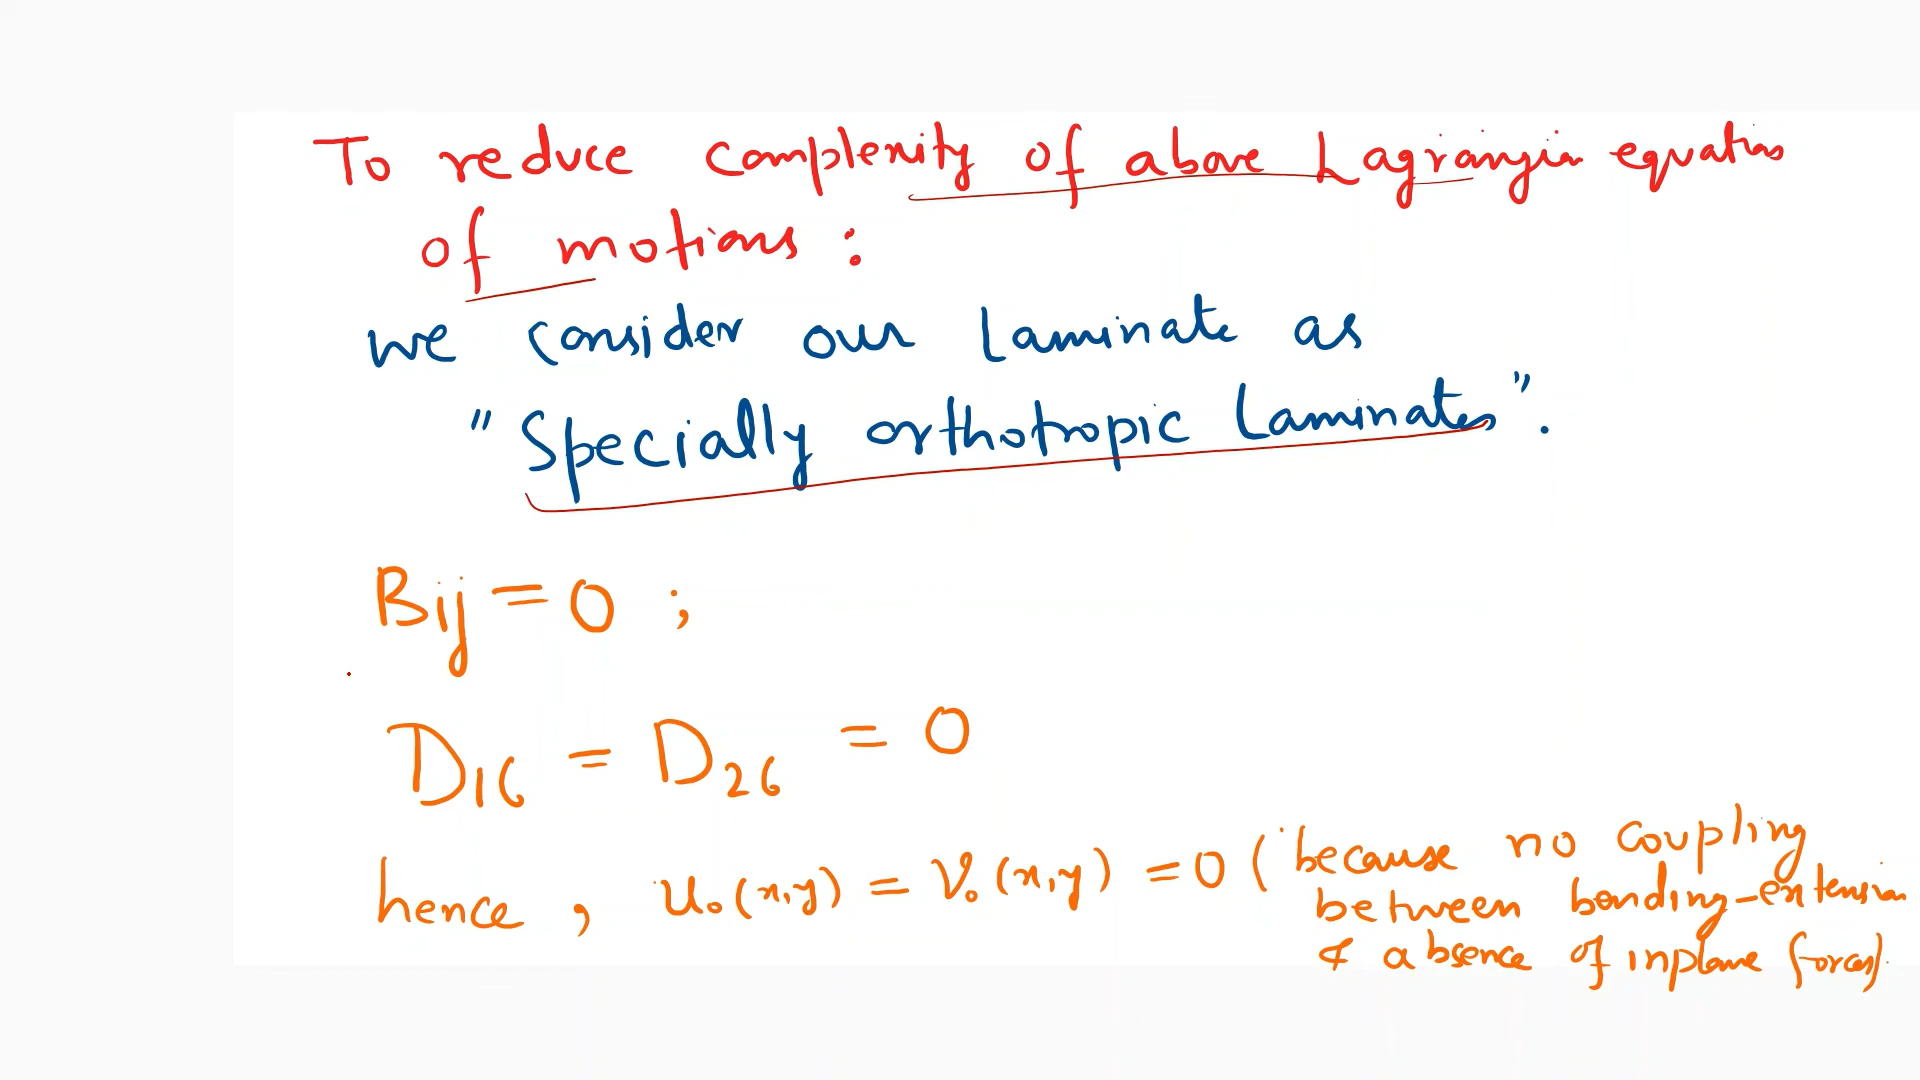 To reduce complexity of above Lagrangian equations
of motions :
we consider our Laminate as
"Specially orthotropic Laminates".
Bij = 0 ;
D16 = D26 = 0
hence , u₀(x,y) = v₀(x,y) = 0 (because no coupling
between bending-extension
& absence of inplane forces).